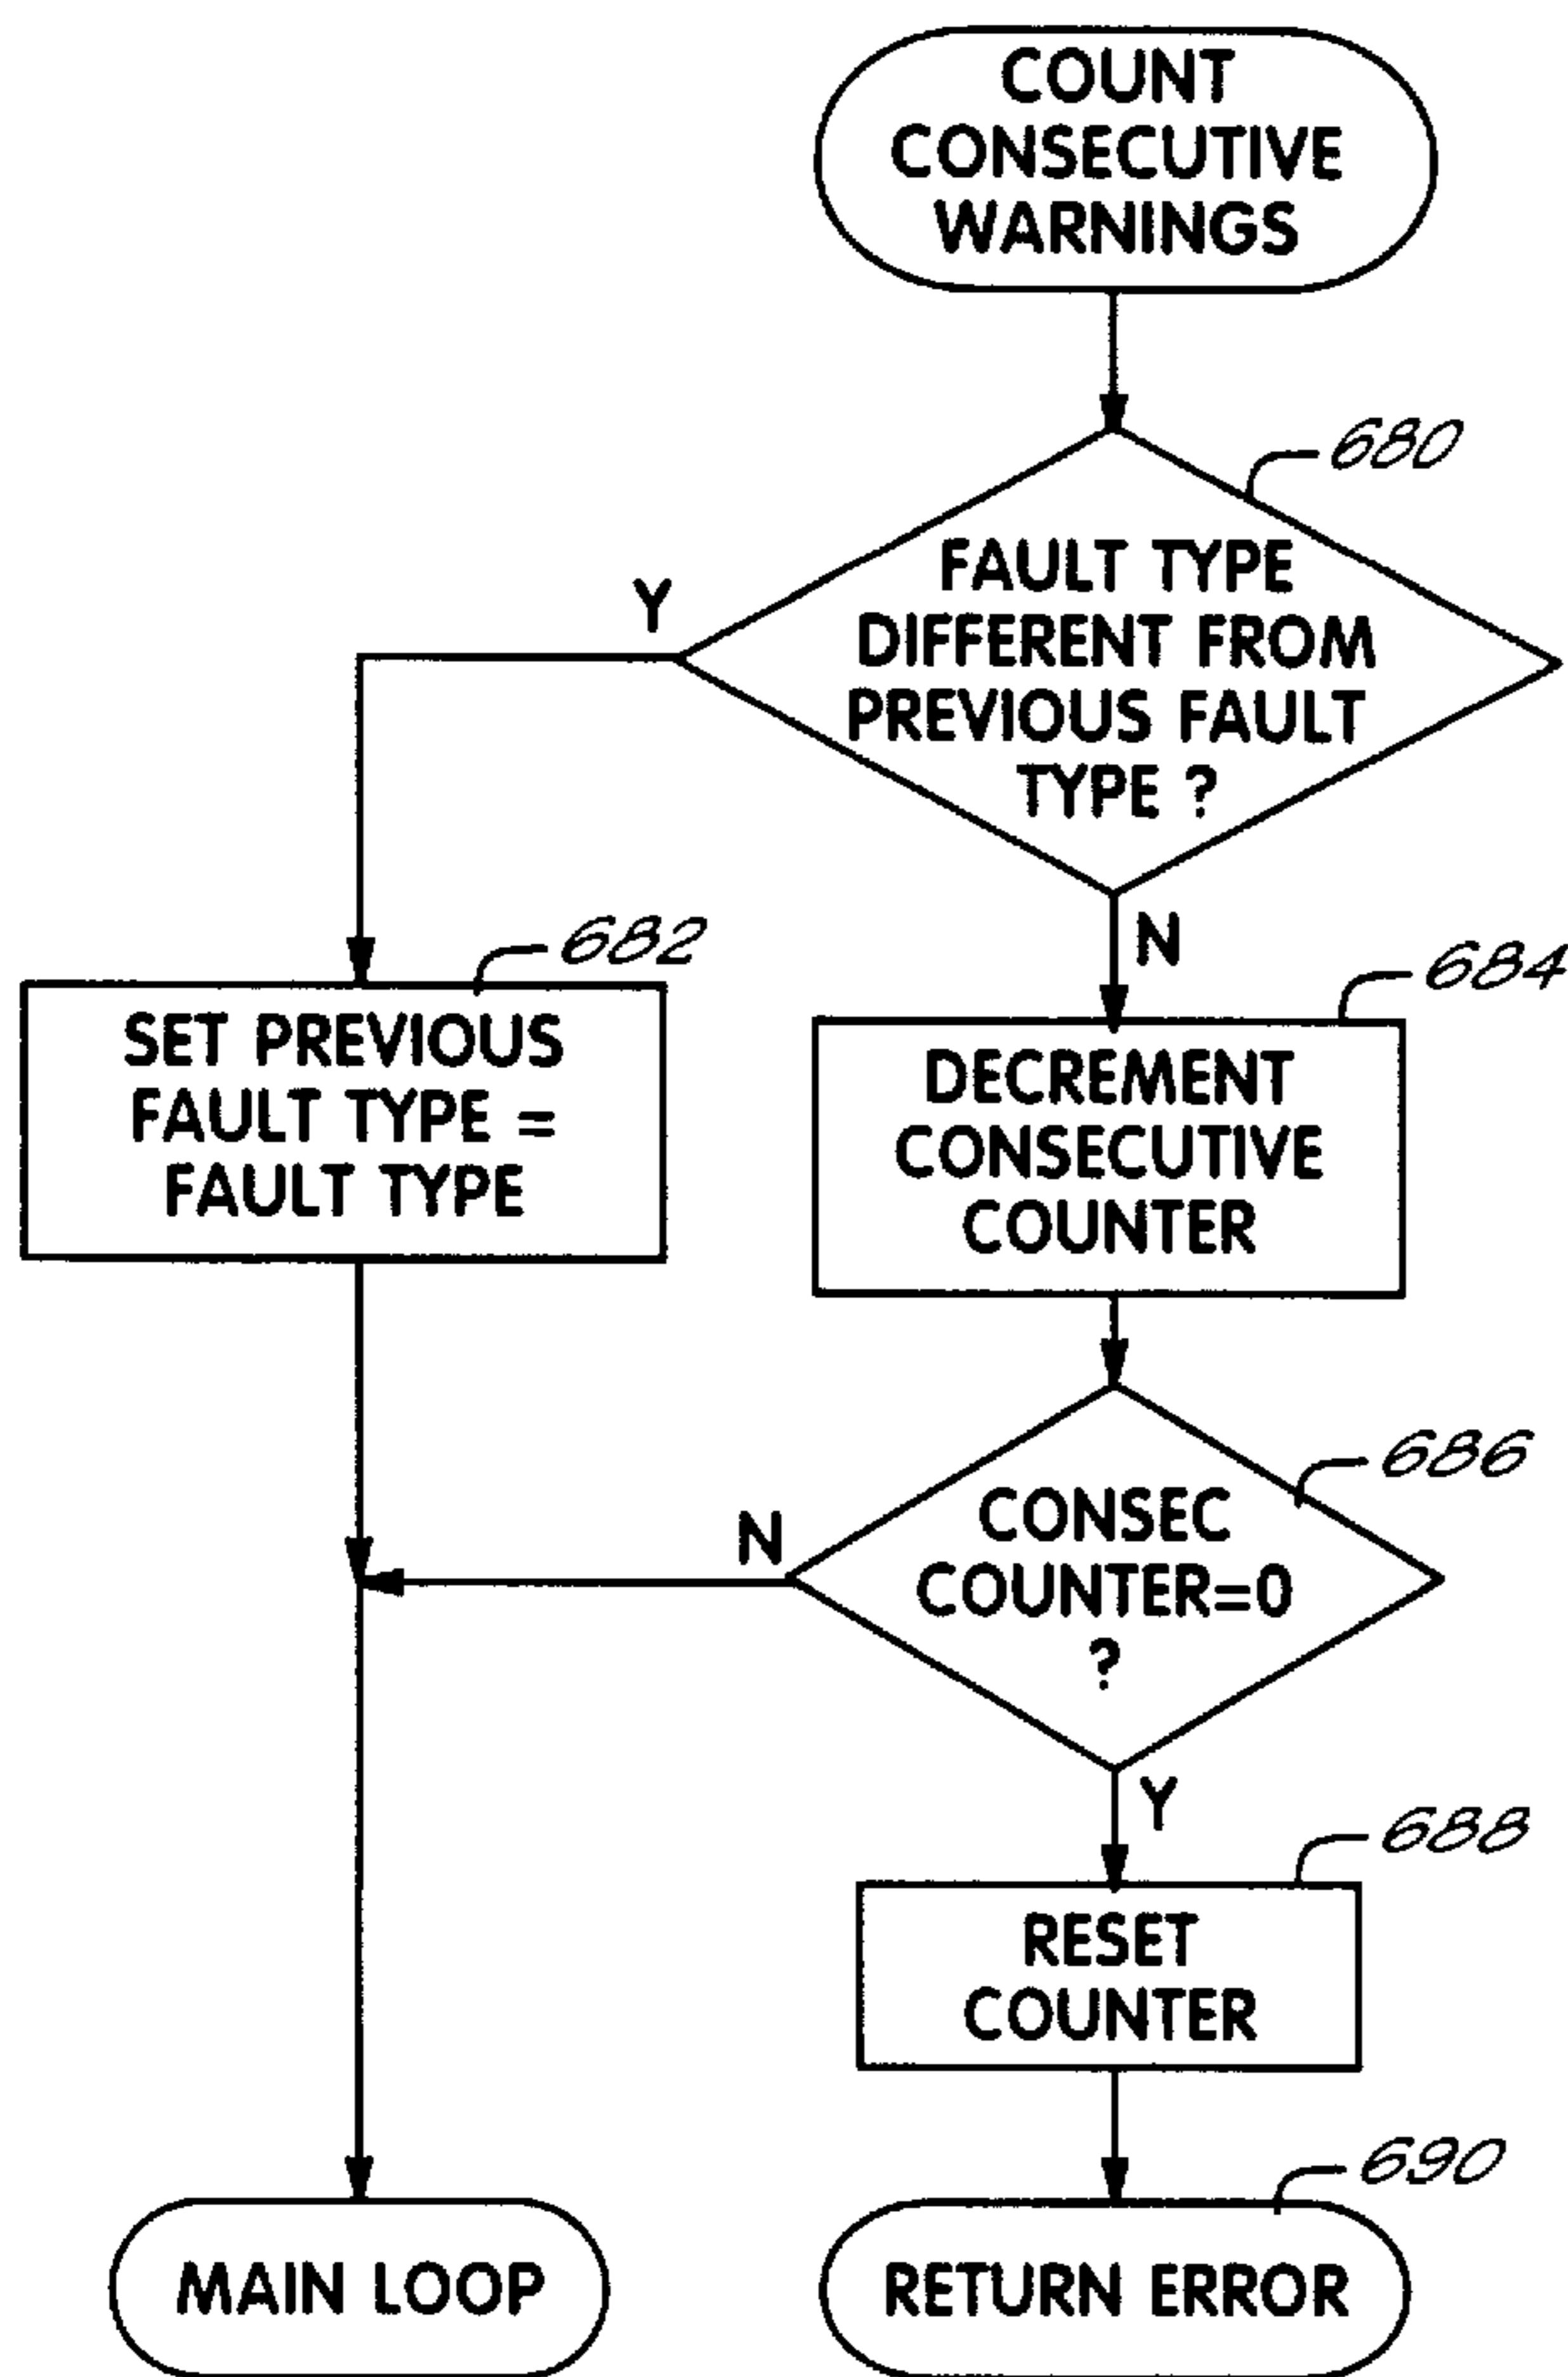 COUNT
CONSECUTIVE
WARNINGS
680
FAULT TYPE
DIFFERENT FROM
PREVIOUS FAULT
TYPE ?
Y
N
682
SET PREVIOUS
FAULT TYPE =
FAULT TYPE
684
DECREMENT
CONSECUTIVE
COUNTER
686
CONSEC
COUNTER=0
?
N
Y
688
RESET
COUNTER
690
MAIN LOOP
RETURN ERROR